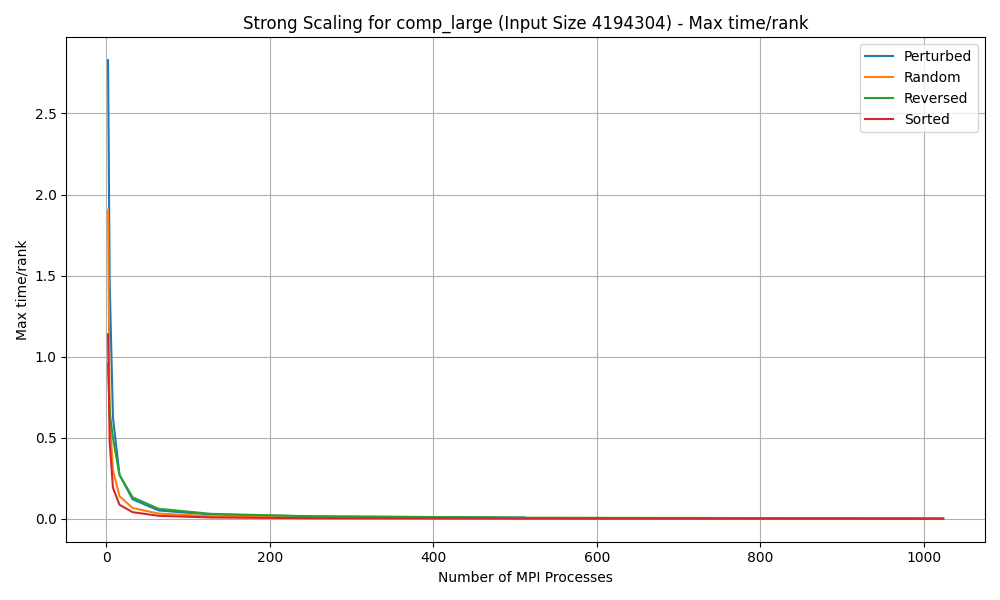 Strong Scaling for comp_large (Input Size 4194304) - Max time/rank
Perturbed
Random
Reversed
Sorted
Max time/rank
2.5
2.0
1.5
1.0
0.5
0.0
0 200 400 600 800 1000
Number of MPI Processes